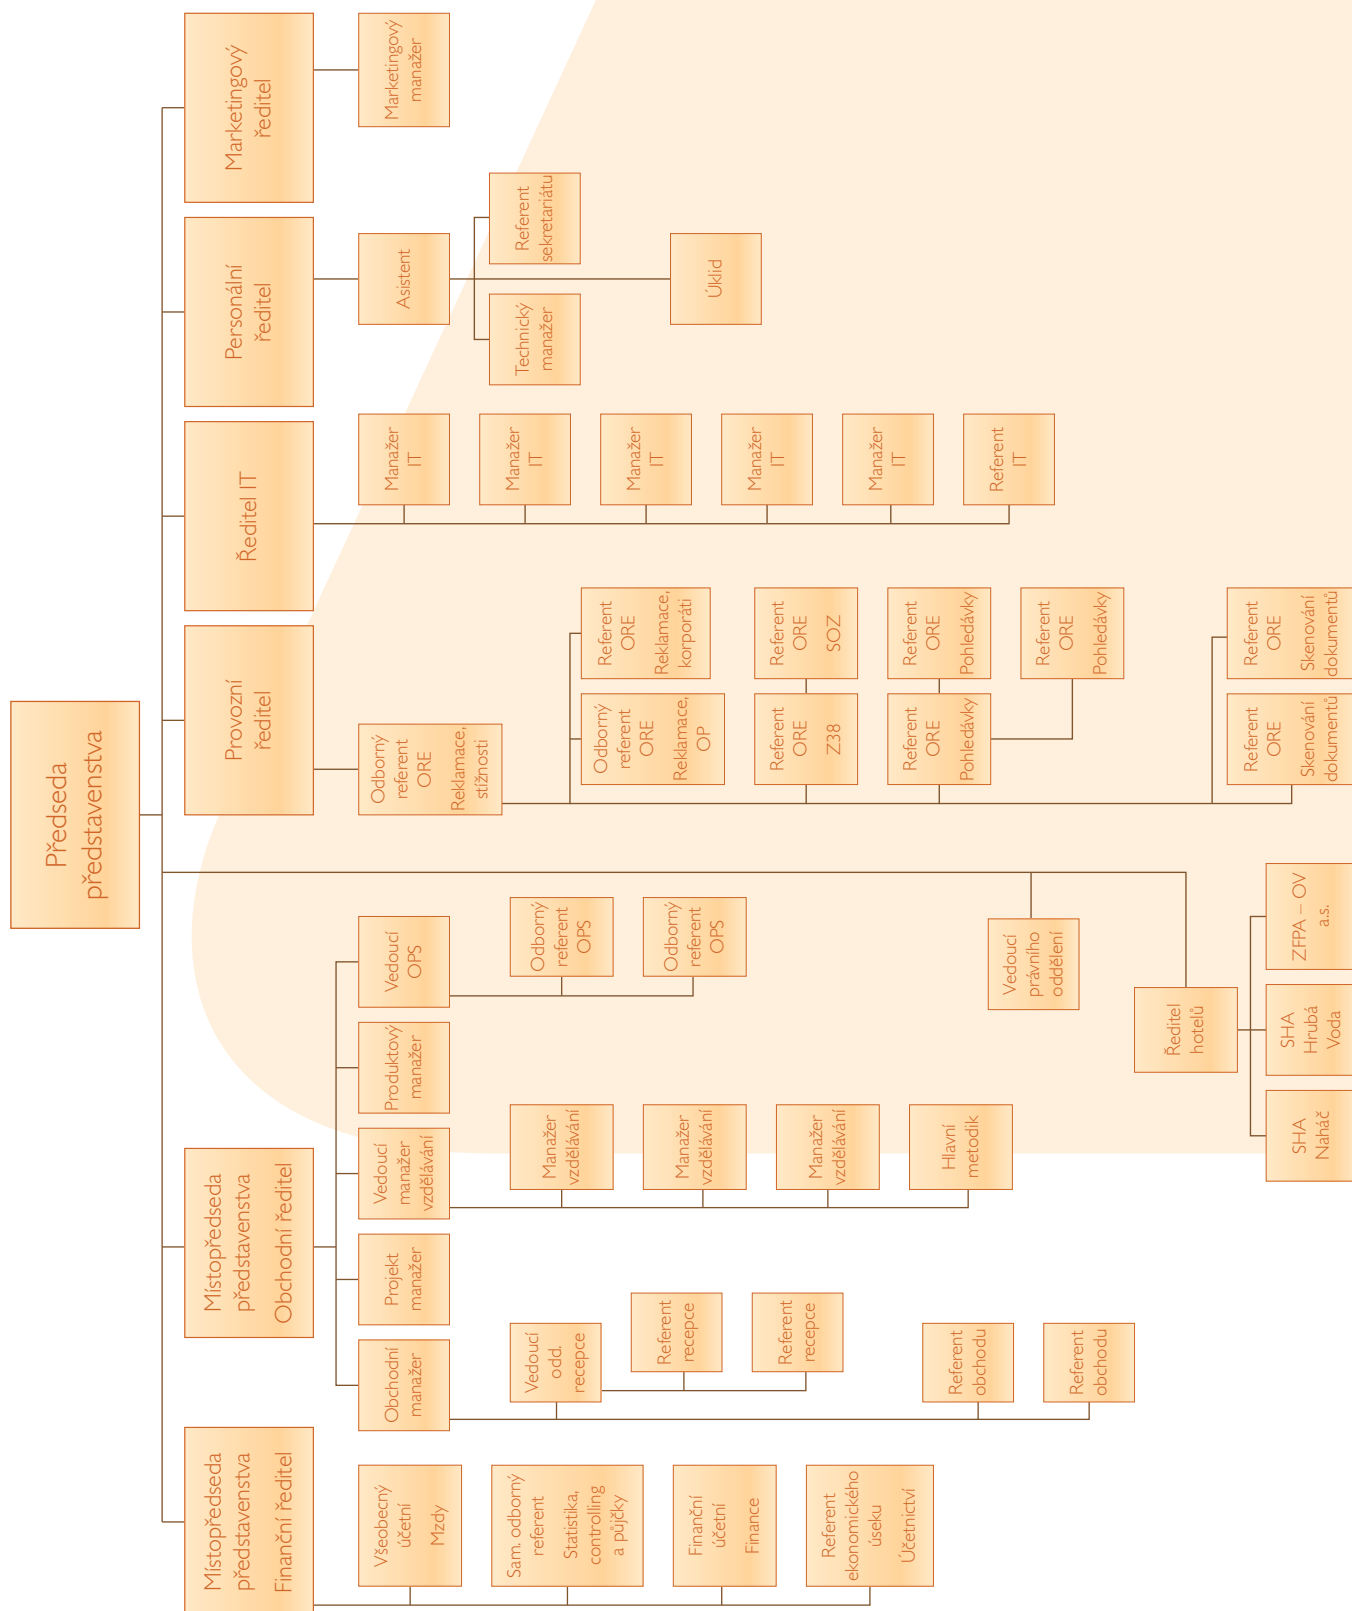 Předseda
představenstva
Místopředseda
představenstva
Finanční ředitel
Místopředseda
představenstva
Obchodní ředitel
Provozní
ředitel
Ředitel IT
Personální
ředitel
Marketingový
ředitel
Všeobecný
účetní
Mzdy
Sam. odborný
referent
Statistika,
controlling
a půjčky
Finanční
účetní
Finance
Referent
ekonomického
úseku
Účetnictví
Obchodní
manažer
Projekt
manažer
Vedoucí
manažer
vzdělávání
Produktový
manažer
Vedoucí
OPS
Vedoucí
odd.
recepce
Referent
recepce
Referent
recepce
Referent
obchodu
Referent
obchodu
Manažer
vzdělávání
Manažer
vzdělávání
Manažer
vzdělávání
Hlavní
metodik
Odborný
referent
OPS
Odborný
referent
OPS
Vedoucí
právního
oddělení
Ředitel
hotelů
SHA
Naháč
SHA
Hrubá
Voda
ZFPA – OV
a.s.
Odborný
referent
ORE
Reklamace,
stížnosti
Odborný
referent
ORE
Reklamace,
OP
Referent
ORE
Reklamace,
korporáti
Referent
ORE
Z38
Referent
ORE
SOZ
Referent
ORE
Pohledávky
Referent
ORE
Pohledávky
Referent
ORE
Pohledávky
Referent
ORE
Skenování
dokumentů
Referent
ORE
Skenování
dokumentů
Manažer
IT
Manažer
IT
Manažer
IT
Manažer
IT
Manažer
IT
Referent
IT
Asistent
Technický
manažer
Referent
sekretariátu
Úklid
Marketingový
manažer